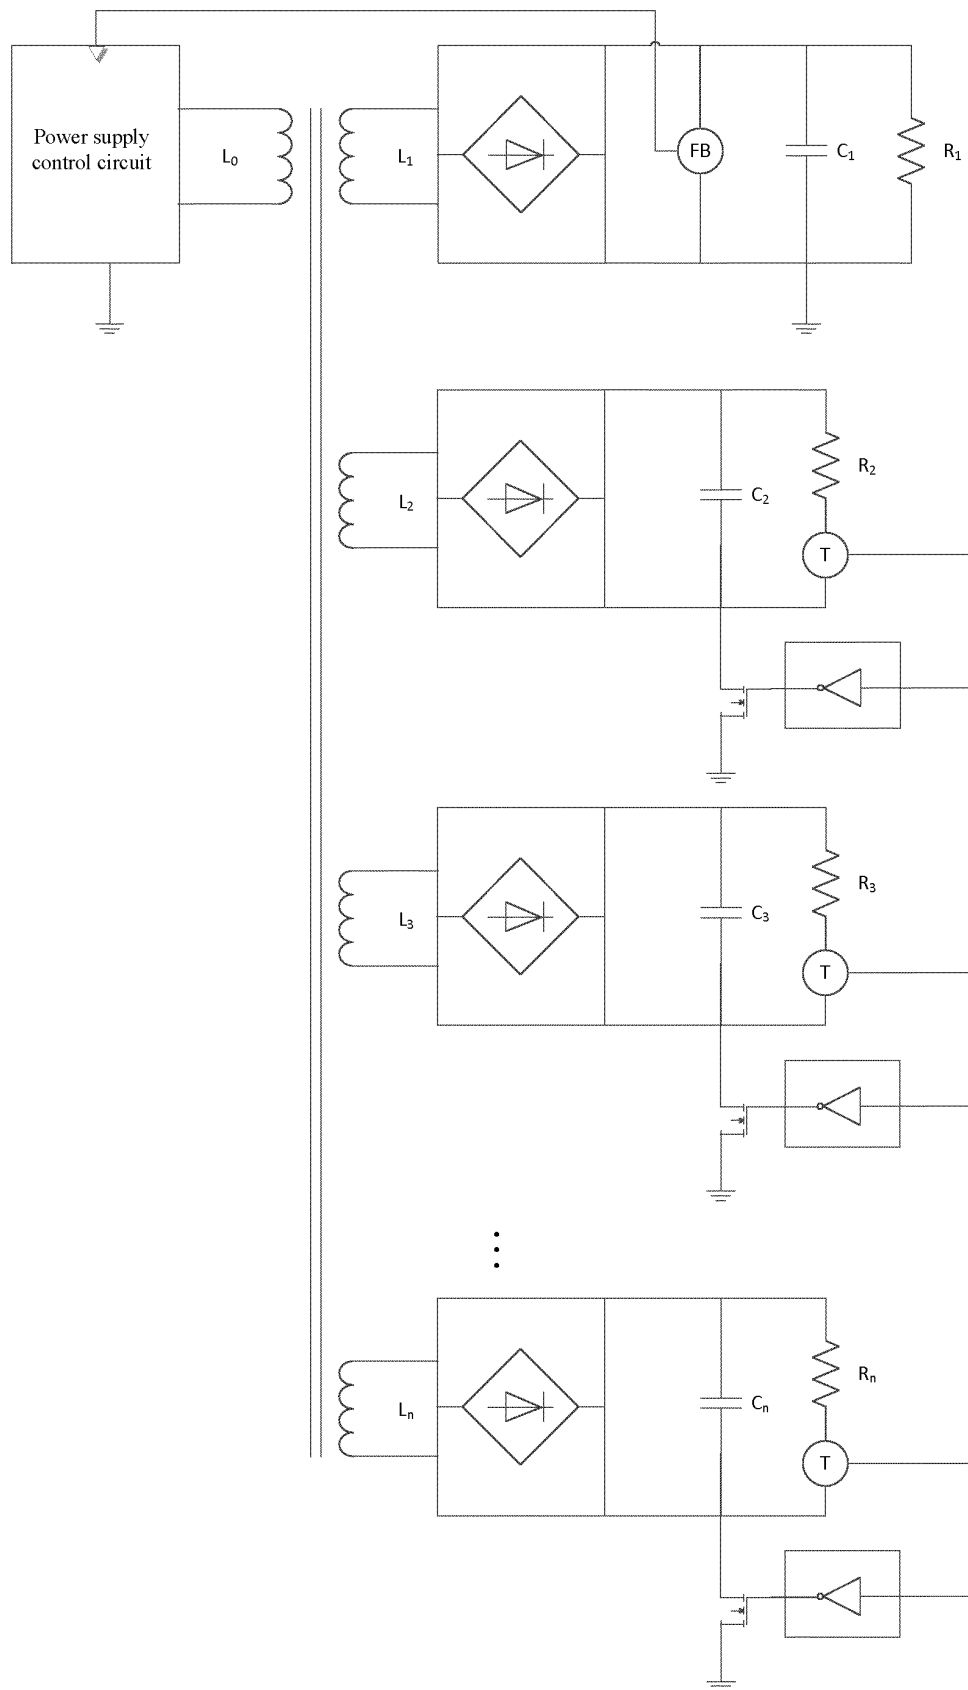 Power supply
control circuit
L₀
L₁
FB
C₁
R₁
L₂
C₂
R₂
T
L₃
C₃
R₃
T
Lₙ
Cₙ
Rₙ
T